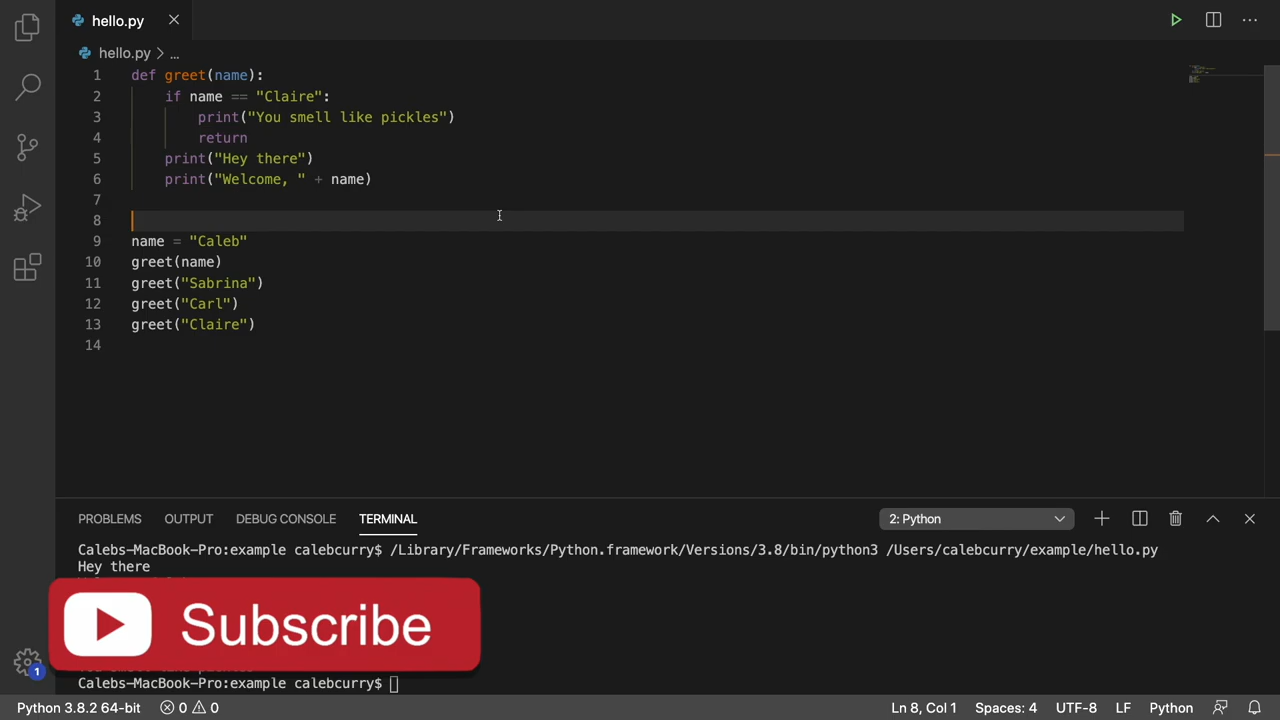 hello.py
hello.py > ...
1 def greet(name):
2 if name == "Claire":
3 print("You smell like pickles")
4 return
5 print("Hey there")
6 print("Welcome, " + name)
7
8
9 name = "Caleb"
10 greet(name)
11 greet("Sabrina")
12 greet("Carl")
13 greet("Claire")
14
PROBLEMS OUTPUT DEBUG CONSOLE TERMINAL 2: Python
Calebs-MacBook-Pro:example calebcurry$ /Library/Frameworks/Python.framework/Versions/3.8/bin/python3 /Users/calebcurry/example/hello.py
Hey there
Subscribe
Calebs-MacBook-Pro:example calebcurry$
1
Python 3.8.2 64-bit 0 0 Ln 8, Col 1 Spaces: 4 UTF-8 LF Python